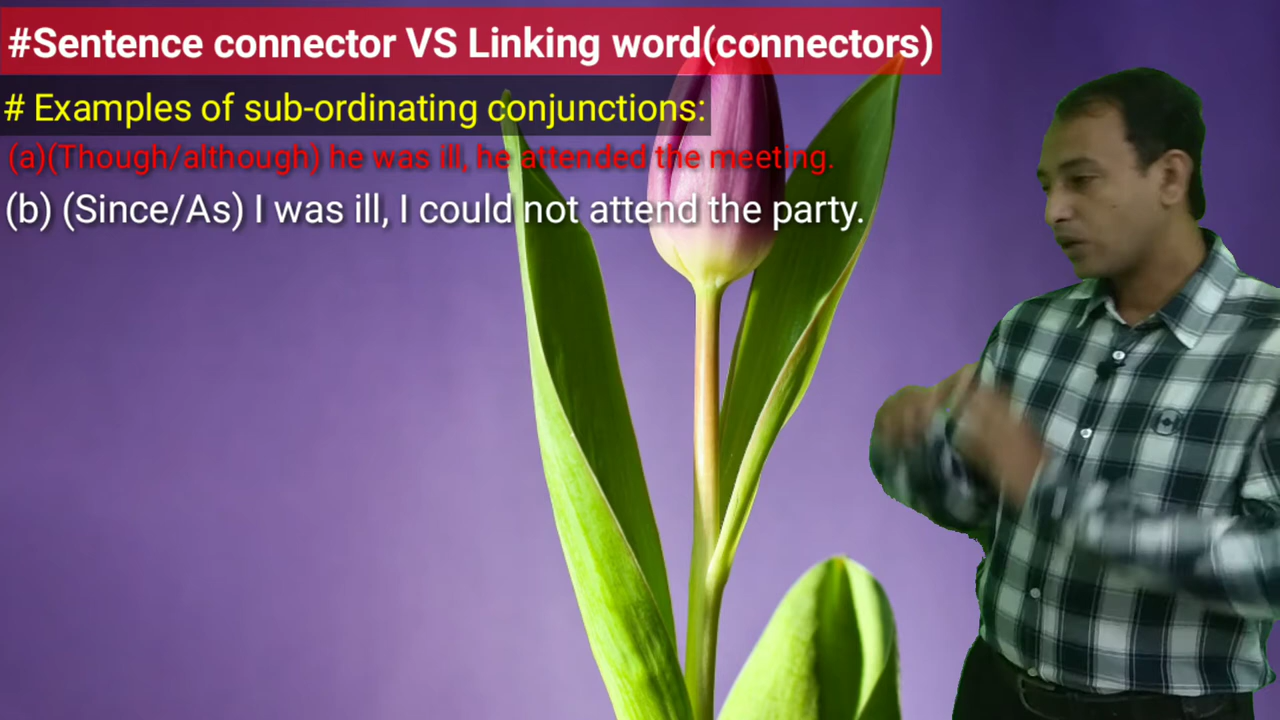 #Sentence connector VS Linking word(connectors)
# Examples of sub-ordinating conjunctions:
(a)(Though/although) he was ill, he attended the meeting.
(b) (Since/As) I was ill, I could not attend the party.